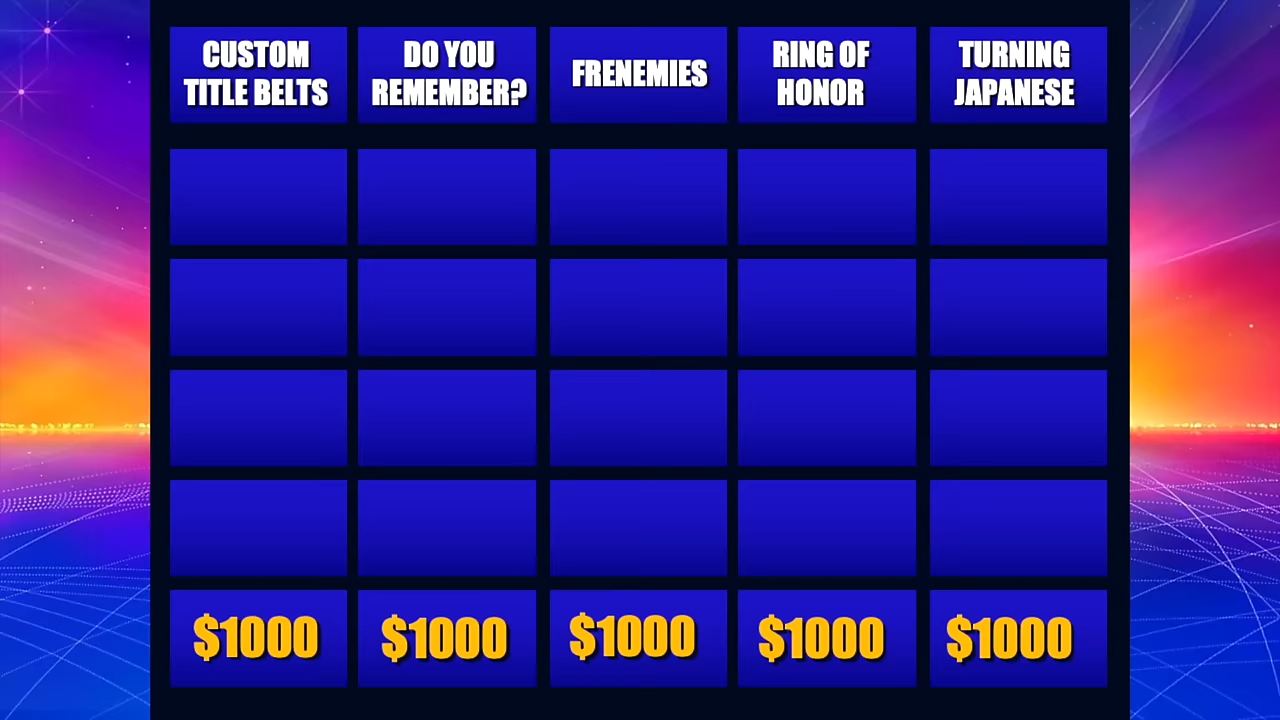 CUSTOM
TITLE BELTS
DO YOU
REMEMBER?
FRENEMIES
RING OF
HONOR
TURNING
JAPANESE
$1000
$1000
$1000
$1000
$1000